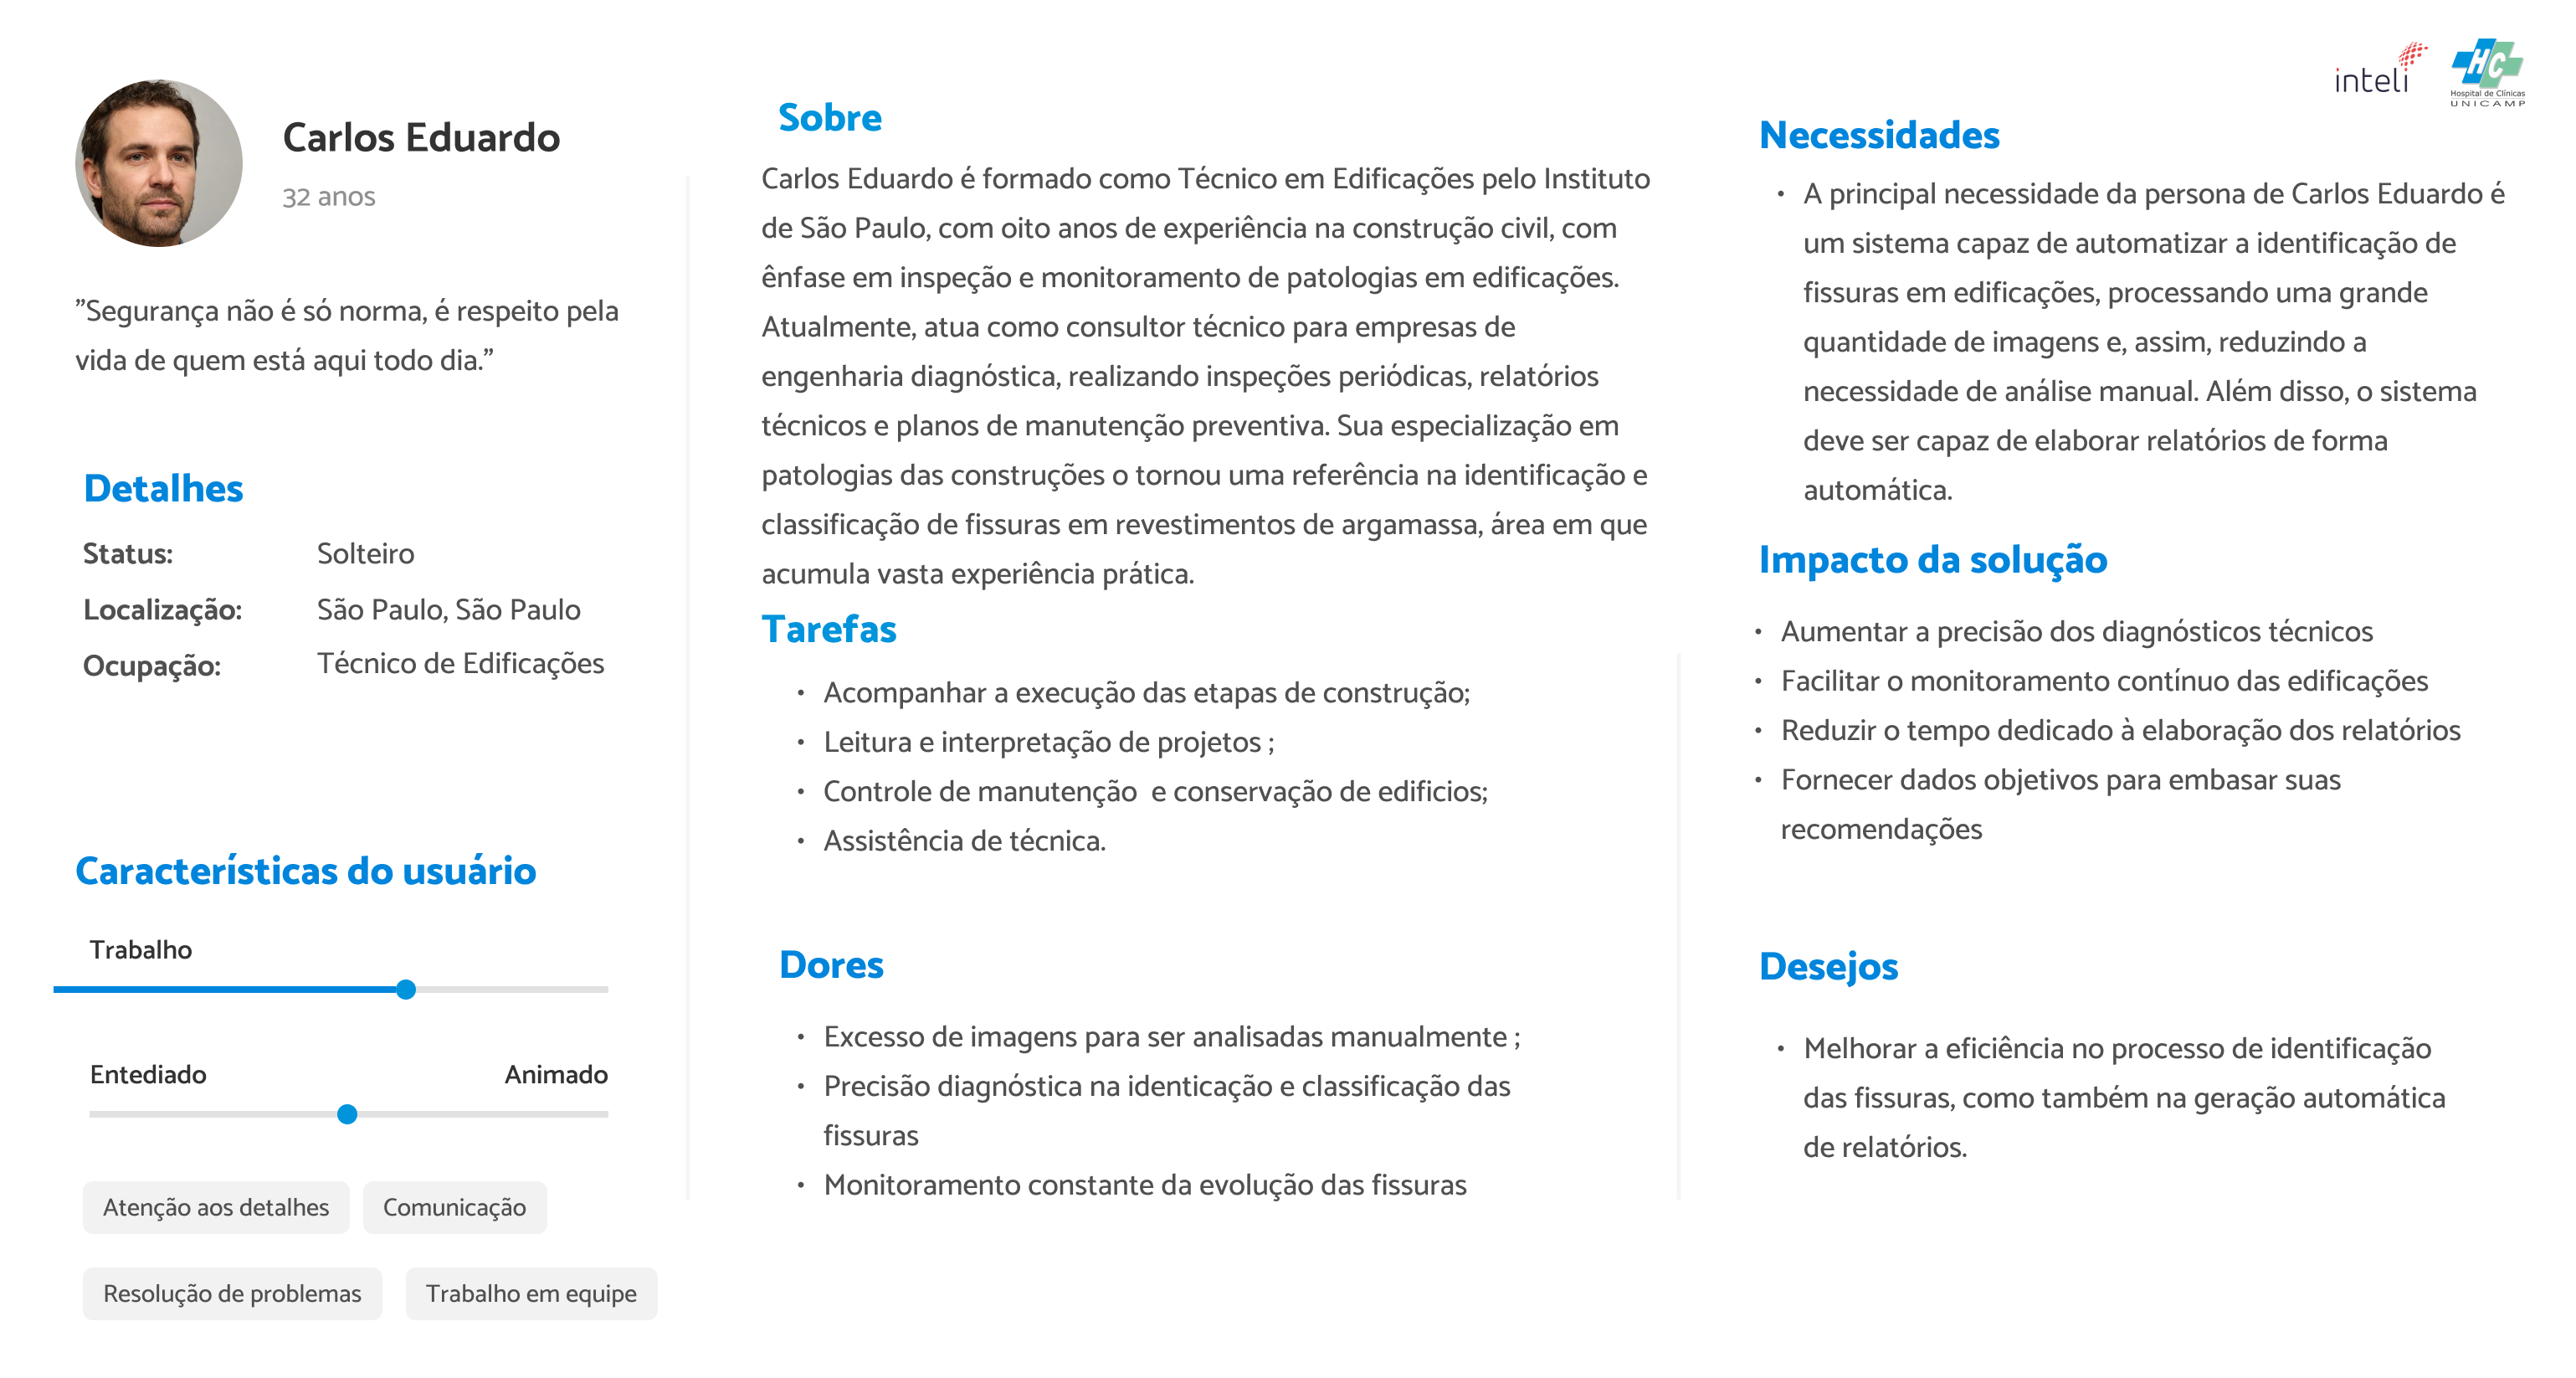 Carlos Eduardo
32 anos
"Segurança não é só norma, é respeito pela
vida de quem está aqui todo dia."
Detalhes
Status: Solteiro
Localização: São Paulo, São Paulo
Ocupação: Técnico de Edificações
Características do usuário
Trabalho
Entediado Animado
Atenção aos detalhes Comunicação
Resolução de problemas Trabalho em equipe
Sobre
Carlos Eduardo é formado como Técnico em Edificações pelo Instituto
de São Paulo, com oito anos de experiência na construção civil, com
ênfase em inspeção e monitoramento de patologias em edificações.
Atualmente, atua como consultor técnico para empresas de
engenharia diagnóstica, realizando inspeções periódicas, relatórios
técnicos e planos de manutenção preventiva. Sua especialização em
patologias das construções o tornou uma referência na identificação e
classificação de fissuras em revestimentos de argamassa, área em que
acumula vasta experiência prática.
Tarefas
• Acompanhar a execução das etapas de construção;
• Leitura e interpretação de projetos ;
• Controle de manutenção  e conservação de edificios;
• Assistência de técnica.
Dores
• Excesso de imagens para ser analisadas manualmente ;
• Precisão diagnóstica na identicação e classificação das
fissuras
• Monitoramento constante da evolução das fissuras
inteli
HC
Hospital de Clínicas
UNICAMP
Necessidades
• A principal necessidade da persona de Carlos Eduardo é
um sistema capaz de automatizar a identificação de
fissuras em edificações, processando uma grande
quantidade de imagens e, assim, reduzindo a
necessidade de análise manual. Além disso, o sistema
deve ser capaz de elaborar relatórios de forma
automática.
Impacto da solução
• Aumentar a precisão dos diagnósticos técnicos
• Facilitar o monitoramento contínuo das edificações
• Reduzir o tempo dedicado à elaboração dos relatórios
• Fornecer dados objetivos para embasar suas
recomendações
Desejos
• Melhorar a eficiência no processo de identificação
das fissuras, como também na geração automática
de relatórios.